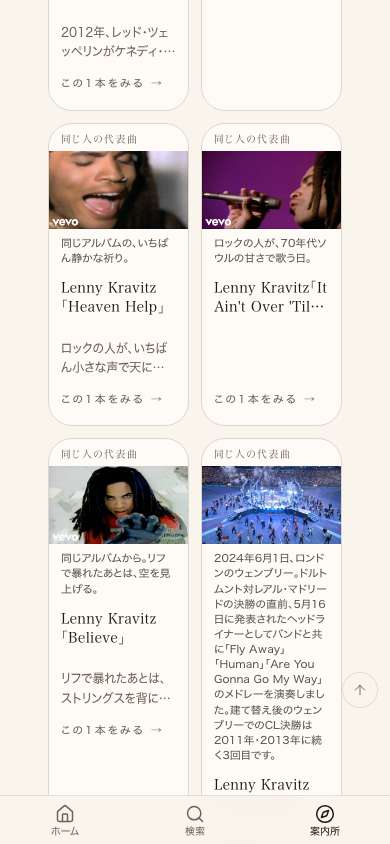 2012年、レッド・ツェ
ッペリンがケネディ・…
この1本をみる →
同じ人の代表曲
vevo
同じアルバムの、いちば
ん静かな祈り。
Lenny Kravitz
「Heaven Help」
ロックの人が、いちば
ん小さな声で天に…
この1本をみる →
同じ人の代表曲
vevo
ロックの人が、70年代ソ
ウルの甘さで歌う日。
Lenny Kravitz「It
Ain't Over 'Til…
この1本をみる →
同じ人の代表曲
vevo
同じアルバムから。リフ
で暴れたあとは、空を見
上げる。
Lenny Kravitz
「Believe」
リフで暴れたあとは、
ストリングスを背に…
この1本をみる →
同じ人の代表曲
2024年6月1日、ロンド
ンのウェンブリー。ドルト
ムント対レアル・マドリー
ドの決勝の直前、5月16
日に発表されたヘッドラ
イナーとしてバンドと共
に「Fly Away」
「Human」「Are You
Gonna Go My Way」
のメドレーを演奏しまし
た。建て替え後のウェン
ブリーでのCL決勝は
2011年・2013年に続
く3回目です。
Lenny Kravitz
ホーム
検索
案内所